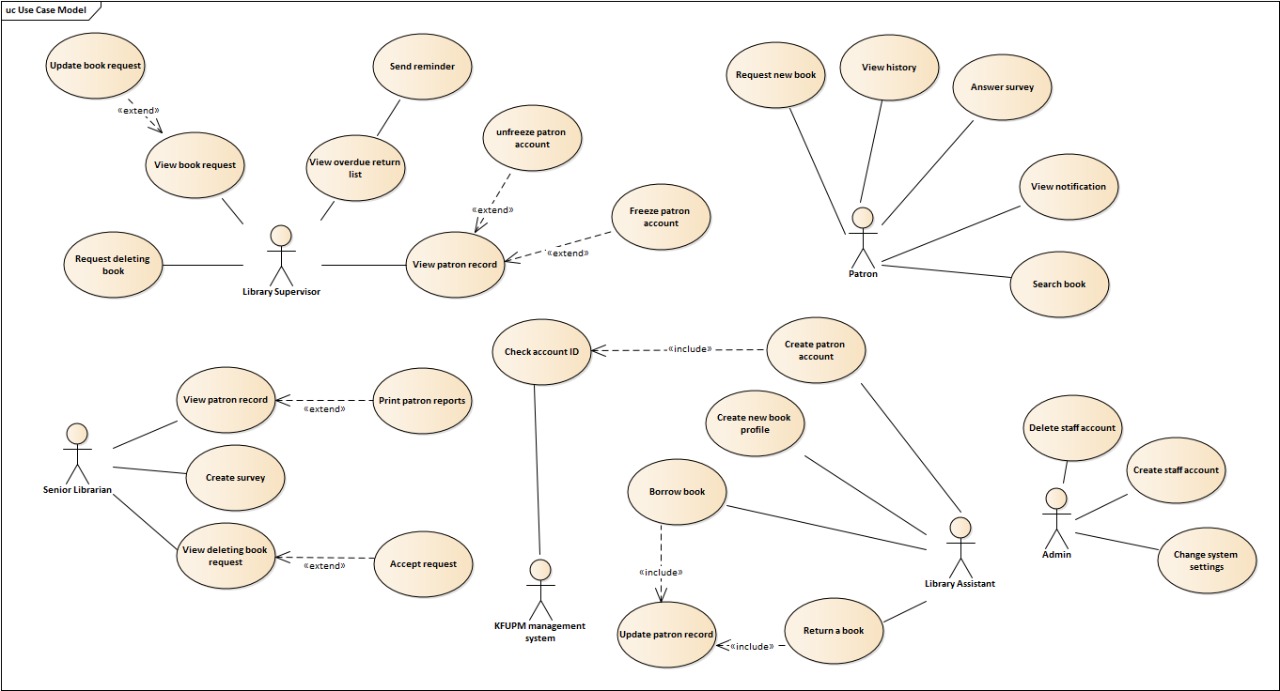 uc Use Case Model
Update book request
«extend»
View book request
Send reminder
View overdue return
list
unfreeze patron
account
«extend»
Freeze patron
account
«extend»
View patron record
Request deleting
book
Library Supervisor
Request new book
View history
Answer survey
View notification
Search book
Patron
Check account ID
«include»
Create patron
account
View patron record
«extend»
Print patron reports
Create new book
profile
Delete staff account
Create staff account
Senior Librarian
Create survey
Borrow book
Admin
Change system
settings
View deleting book
request
«extend»
Accept request
«include»
Library Assistant
KFUPM management
system
Update patron record
«include»
Return a book